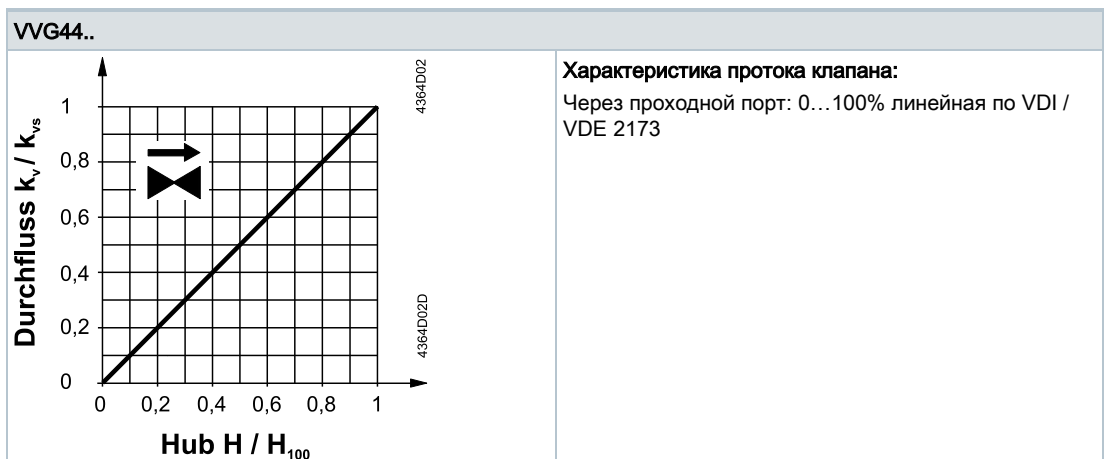 VVG44..
Durchfluss kv / kvs
1
0,8
0,6
0,4
0,2
0
0 0,2 0,4 0,6 0,8 1
Hub H / H100
4364D02
4364D02D
Характеристика протока клапана:
Через проходной порт: 0…100% линейная по VDI /
VDE 2173